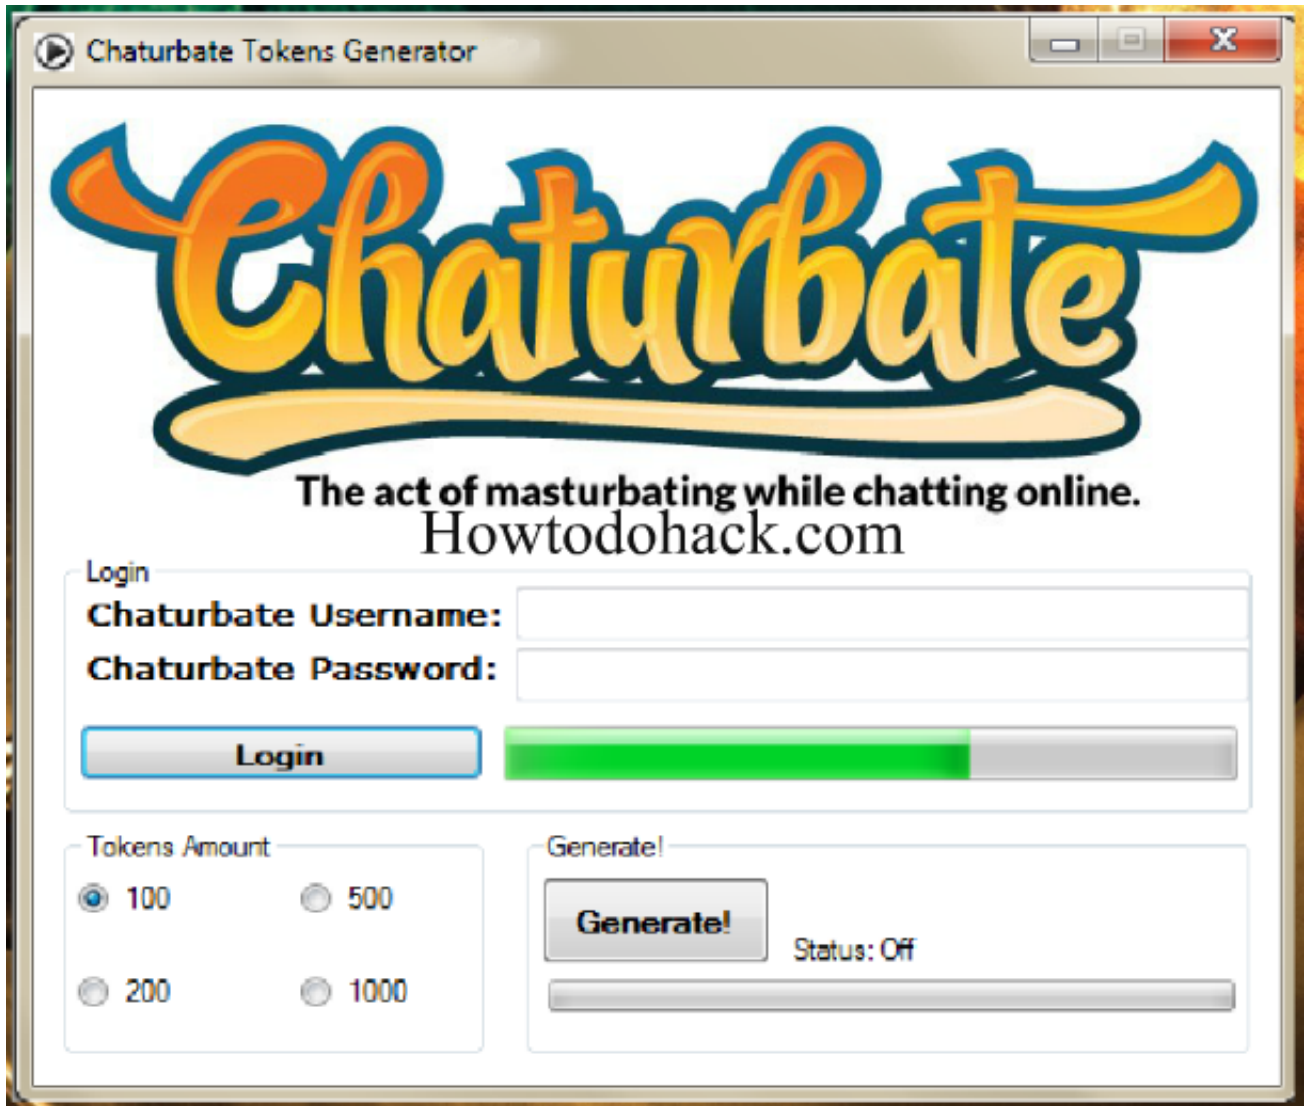 Chaturbate Tokens Generator
Chaturbate
The act of masturbating while chatting online.
Howtodohack.com
Login
Chaturbate Username:
Chaturbate Password:
Login
Tokens Amount
100 500
200 1000
Generate!
Generate!
Status: Off